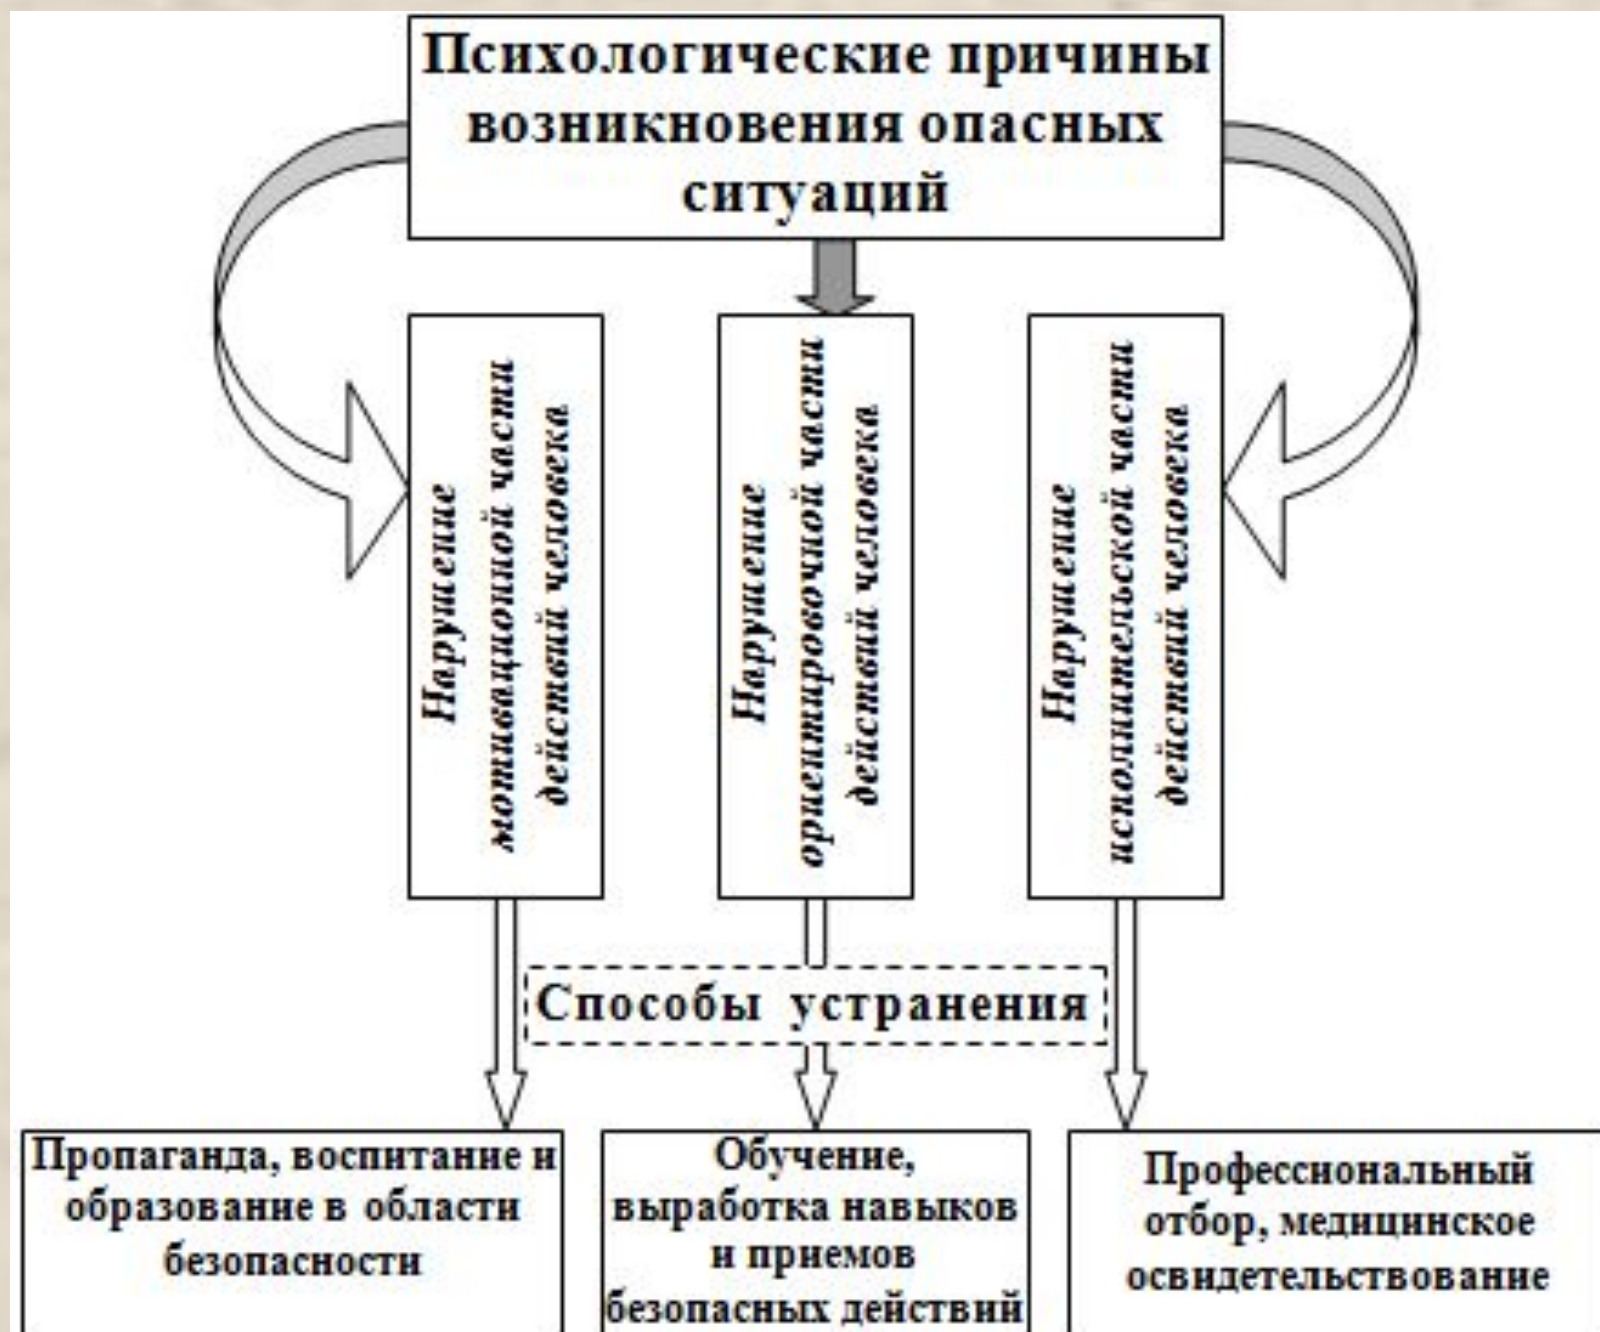 Психологические причины
возникновения опасных
ситуаций
Нарушение
мотивационной части
действий человека
Нарушение
ориентировочной части
действий человека
Нарушение
исполнительской части
действий человека
Способы устранения
Пропаганда, воспитание и
образование в области
безопасности
Обучение,
выработка навыков
и приемов
безопасных действий
Профессиональный
отбор, медицинское
освидетельствование